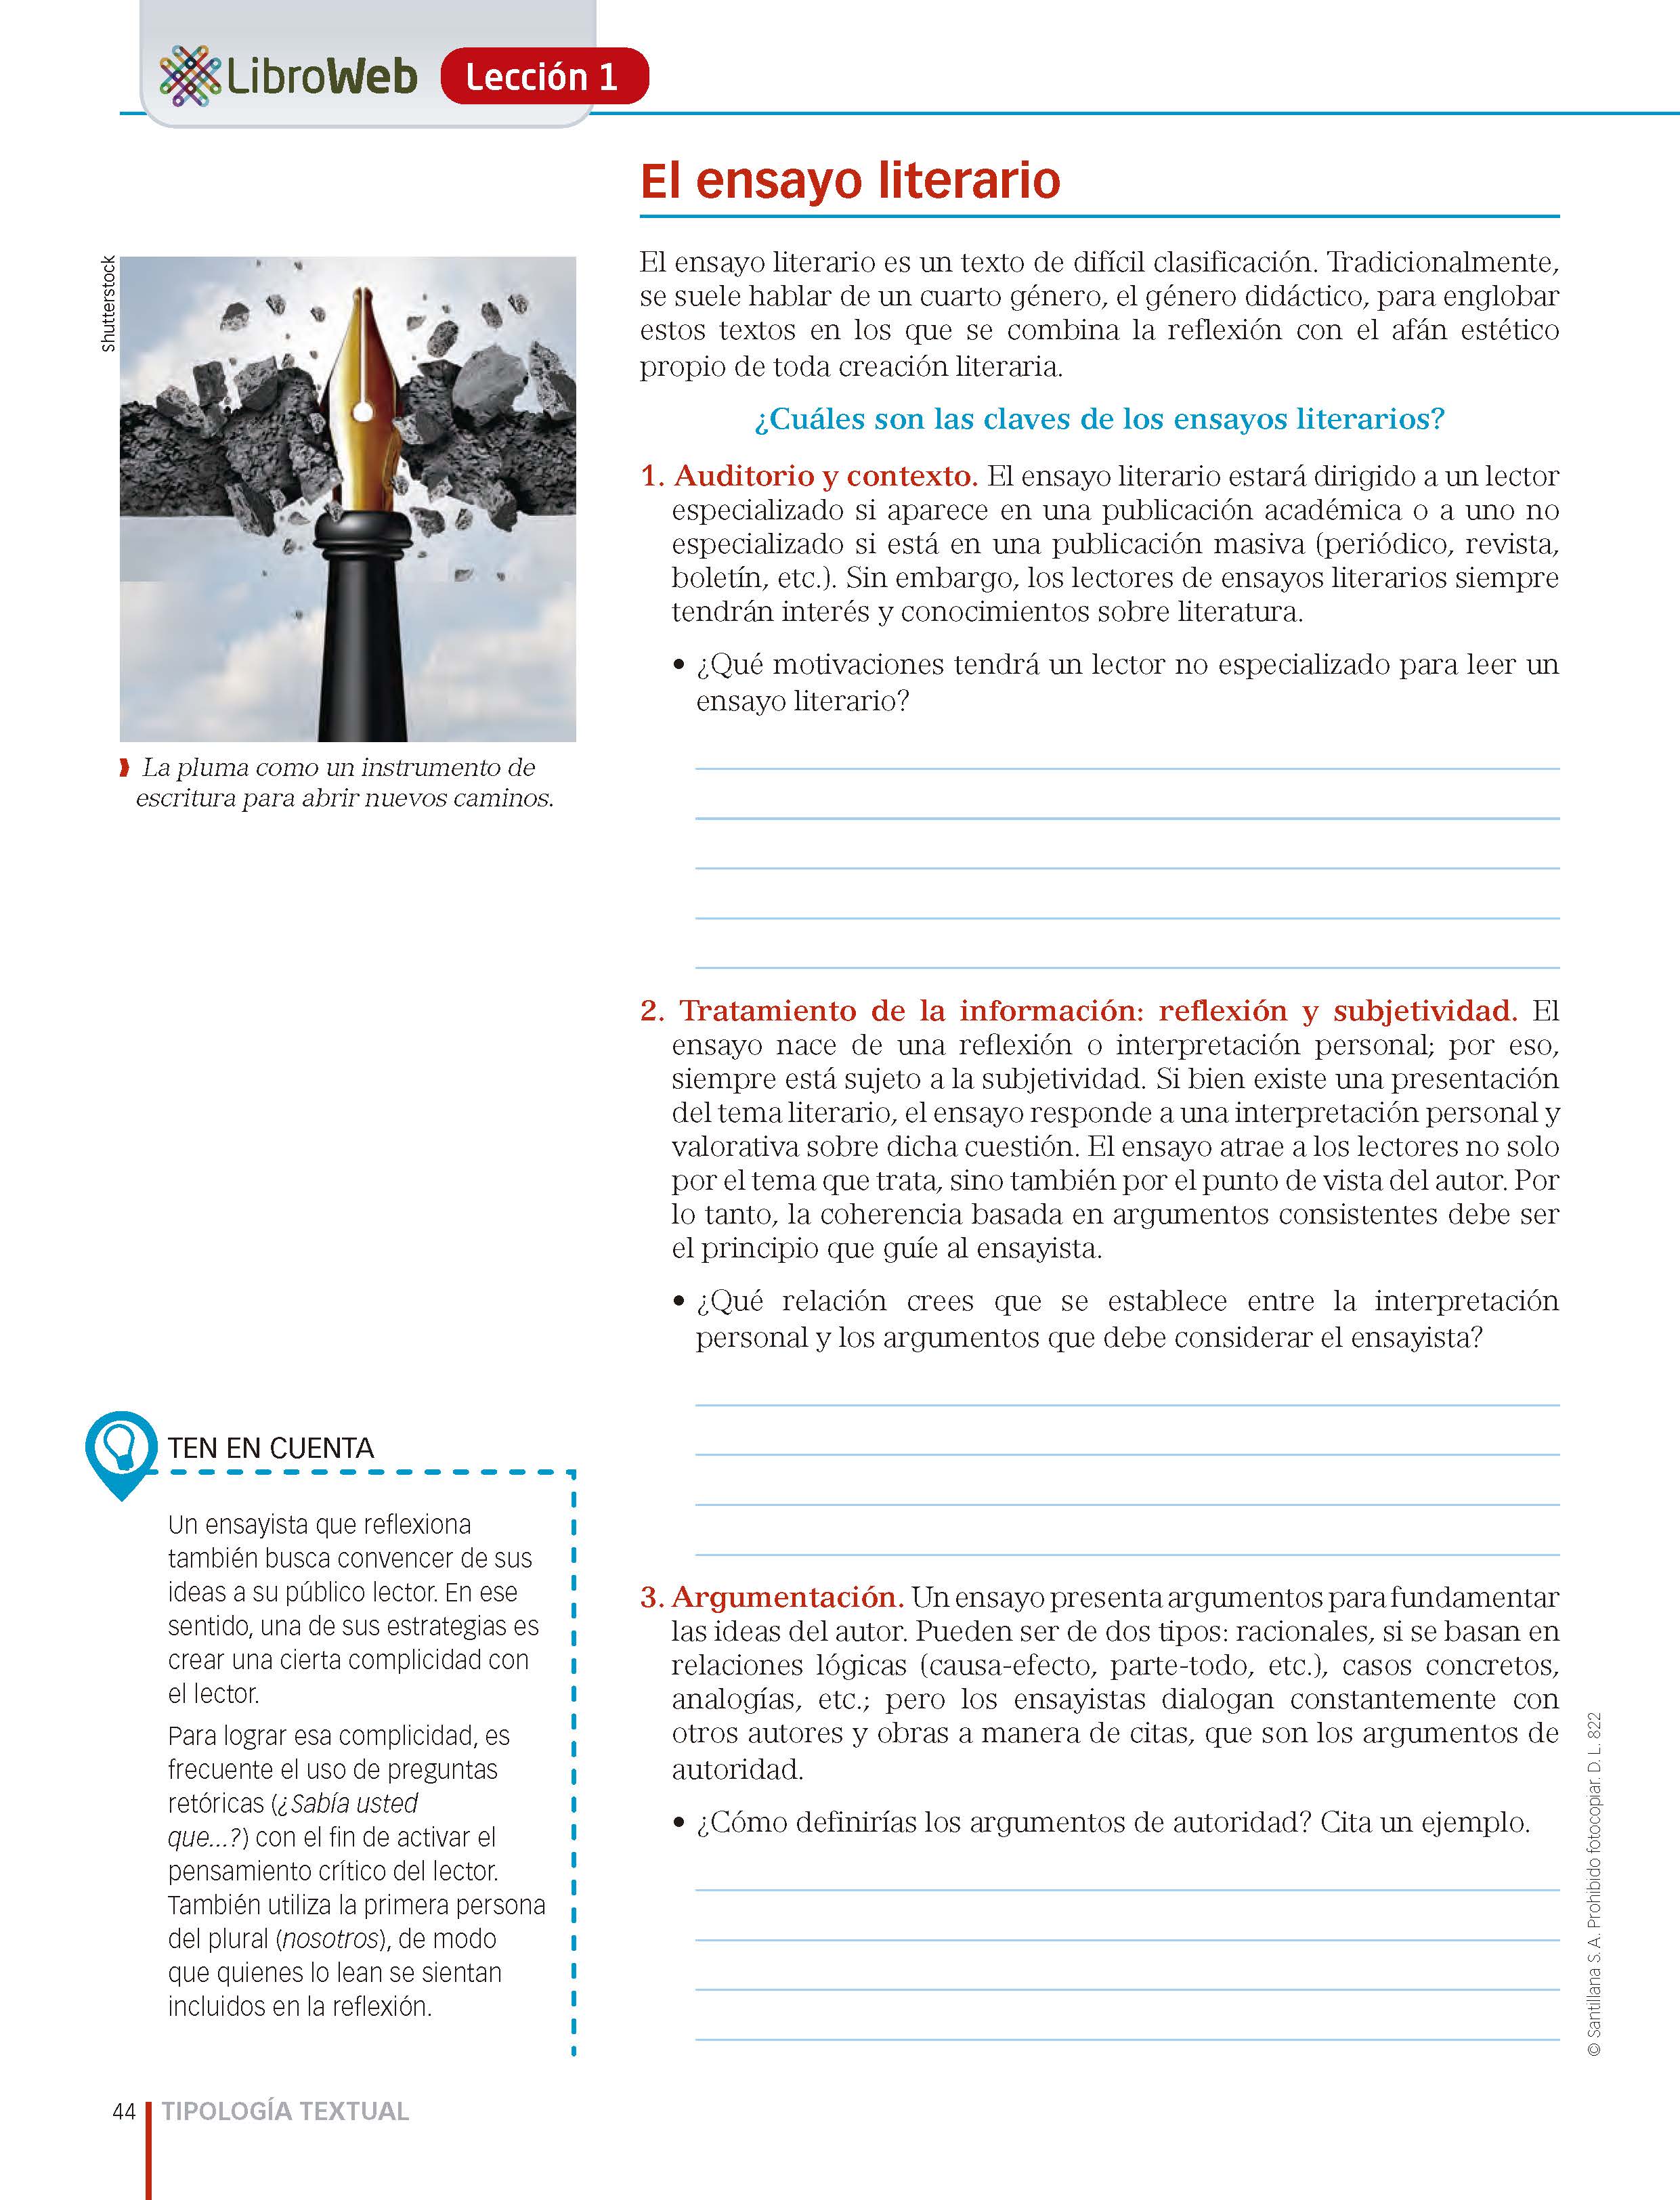 LibroWeb Lección 1
El ensayo literario
Shutterstock
La pluma como un instrumento de
escritura para abrir nuevos caminos.
El ensayo literario es un texto de difícil clasificación. Tradicionalmente,
se suele hablar de un cuarto género, el género didáctico, para englobar
estos textos en los que se combina la reflexión con el afán estético
propio de toda creación literaria.
¿Cuáles son las claves de los ensayos literarios?
1. Auditorio y contexto. El ensayo literario estará dirigido a un lector
especializado si aparece en una publicación académica o a uno no
especializado si está en una publicación masiva (periódico, revista,
boletín, etc.). Sin embargo, los lectores de ensayos literarios siempre
tendrán interés y conocimientos sobre literatura.
• ¿Qué motivaciones tendrá un lector no especializado para leer un
ensayo literario?
2. Tratamiento de la información: reflexión y subjetividad. El
ensayo nace de una reflexión o interpretación personal; por eso,
siempre está sujeto a la subjetividad. Si bien existe una presentación
del tema literario, el ensayo responde a una interpretación personal y
valorativa sobre dicha cuestión. El ensayo atrae a los lectores no solo
por el tema que trata, sino también por el punto de vista del autor. Por
lo tanto, la coherencia basada en argumentos consistentes debe ser
el principio que guíe al ensayista.
• ¿Qué relación crees que se establece entre la interpretación
personal y los argumentos que debe considerar el ensayista?
3. Argumentación. Un ensayo presenta argumentos para fundamentar
las ideas del autor. Pueden ser de dos tipos: racionales, si se basan en
relaciones lógicas (causa-efecto, parte-todo, etc.), casos concretos,
analogías, etc.; pero los ensayistas dialogan constantemente con
otros autores y obras a manera de citas, que son los argumentos de
autoridad.
• ¿Cómo definirías los argumentos de autoridad? Cita un ejemplo.
TEN EN CUENTA
Un ensayista que reflexiona
también busca convencer de sus
ideas a su público lector. En ese
sentido, una de sus estrategias es
crear una cierta complicidad con
el lector.
Para lograr esa complicidad, es
frecuente el uso de preguntas
retóricas (¿Sabía usted
que...?) con el fin de activar el
pensamiento crítico del lector.
También utiliza la primera persona
del plural (nosotros), de modo
que quienes lo lean se sientan
incluidos en la reflexión.
© Santillana S. A. Prohibido fotocopiar. D. L. 822
44 TIPOLOGÍA TEXTUAL